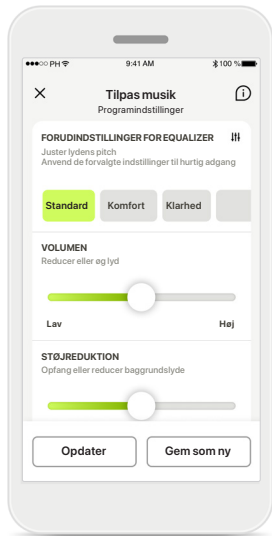 ●●●○○ PH 9:41 AM 100 %
Tilpas musik
Programindstillinger
FORUDINDSTILLINGER FOR EQUALIZER
Juster lydens pitch
Anvend de forvalgte indstillinger til hurtig adgang
Standard Komfort Klarhed
VOLUMEN
Reducer eller øg lyd
Lav Høj
STØJREDUKTION
Opfang eller reducer baggrundslyde
Opdater Gem som ny